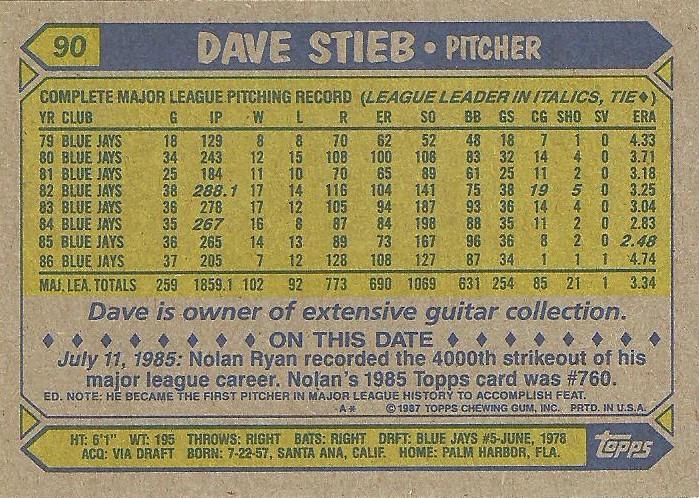 90 DAVE STIEB • PITCHER
COMPLETE MAJOR LEAGUE PITCHING RECORD (LEAGUE LEADER IN ITALICS, TIE♦)
YR CLUB G IP W L R ER SO BB GS CG SHO SV ERA
79 BLUE JAYS 18 129 8 8 70 62 52 48 18 7 1 0 4.33
80 BLUE JAYS 34 243 12 15 108 100 108 83 32 14 4 0 3.71
81 BLUE JAYS 25 184 11 10 70 65 89 61 25 11 2 0 3.18
82 BLUE JAYS 38 288.1 17 14 116 104 141 75 38 19 5 0 3.25
83 BLUE JAYS 36 278 17 12 105 94 187 93 36 14 4 0 3.04
84 BLUE JAYS 35 267 16 8 87 84 198 88 35 11 2 0 2.83
85 BLUE JAYS 36 265 14 13 89 73 167 96 36 8 2 0 2.48
86 BLUE JAYS 37 205 7 12 128 108 127 87 34 1 1 1 4.74
MAJ. LEA. TOTALS 259 1859.1 102 92 773 690 1069 631 254 85 21 1 3.34
Dave is owner of extensive guitar collection.
♦ ♦ ♦ ♦ ♦ ♦ ♦ ♦ ON THIS DATE ♦ ♦ ♦ ♦ ♦ ♦ ♦ ♦
July 11, 1985: Nolan Ryan recorded the 4000th strikeout of his
major league career. Nolan's 1985 Topps card was #760.
ED. NOTE: HE BECAME THE FIRST PITCHER IN MAJOR LEAGUE HISTORY TO ACCOMPLISH FEAT.
A* © 1987 TOPPS CHEWING GUM, INC. PRTD. IN U.S.A.
HT: 6'1" WT: 195 THROWS: RIGHT BATS: RIGHT DRFT: BLUE JAYS #5-JUNE, 1978
ACQ: VIA DRAFT BORN: 7-22-57, SANTA ANA, CALIF. HOME: PALM HARBOR, FLA.
topps